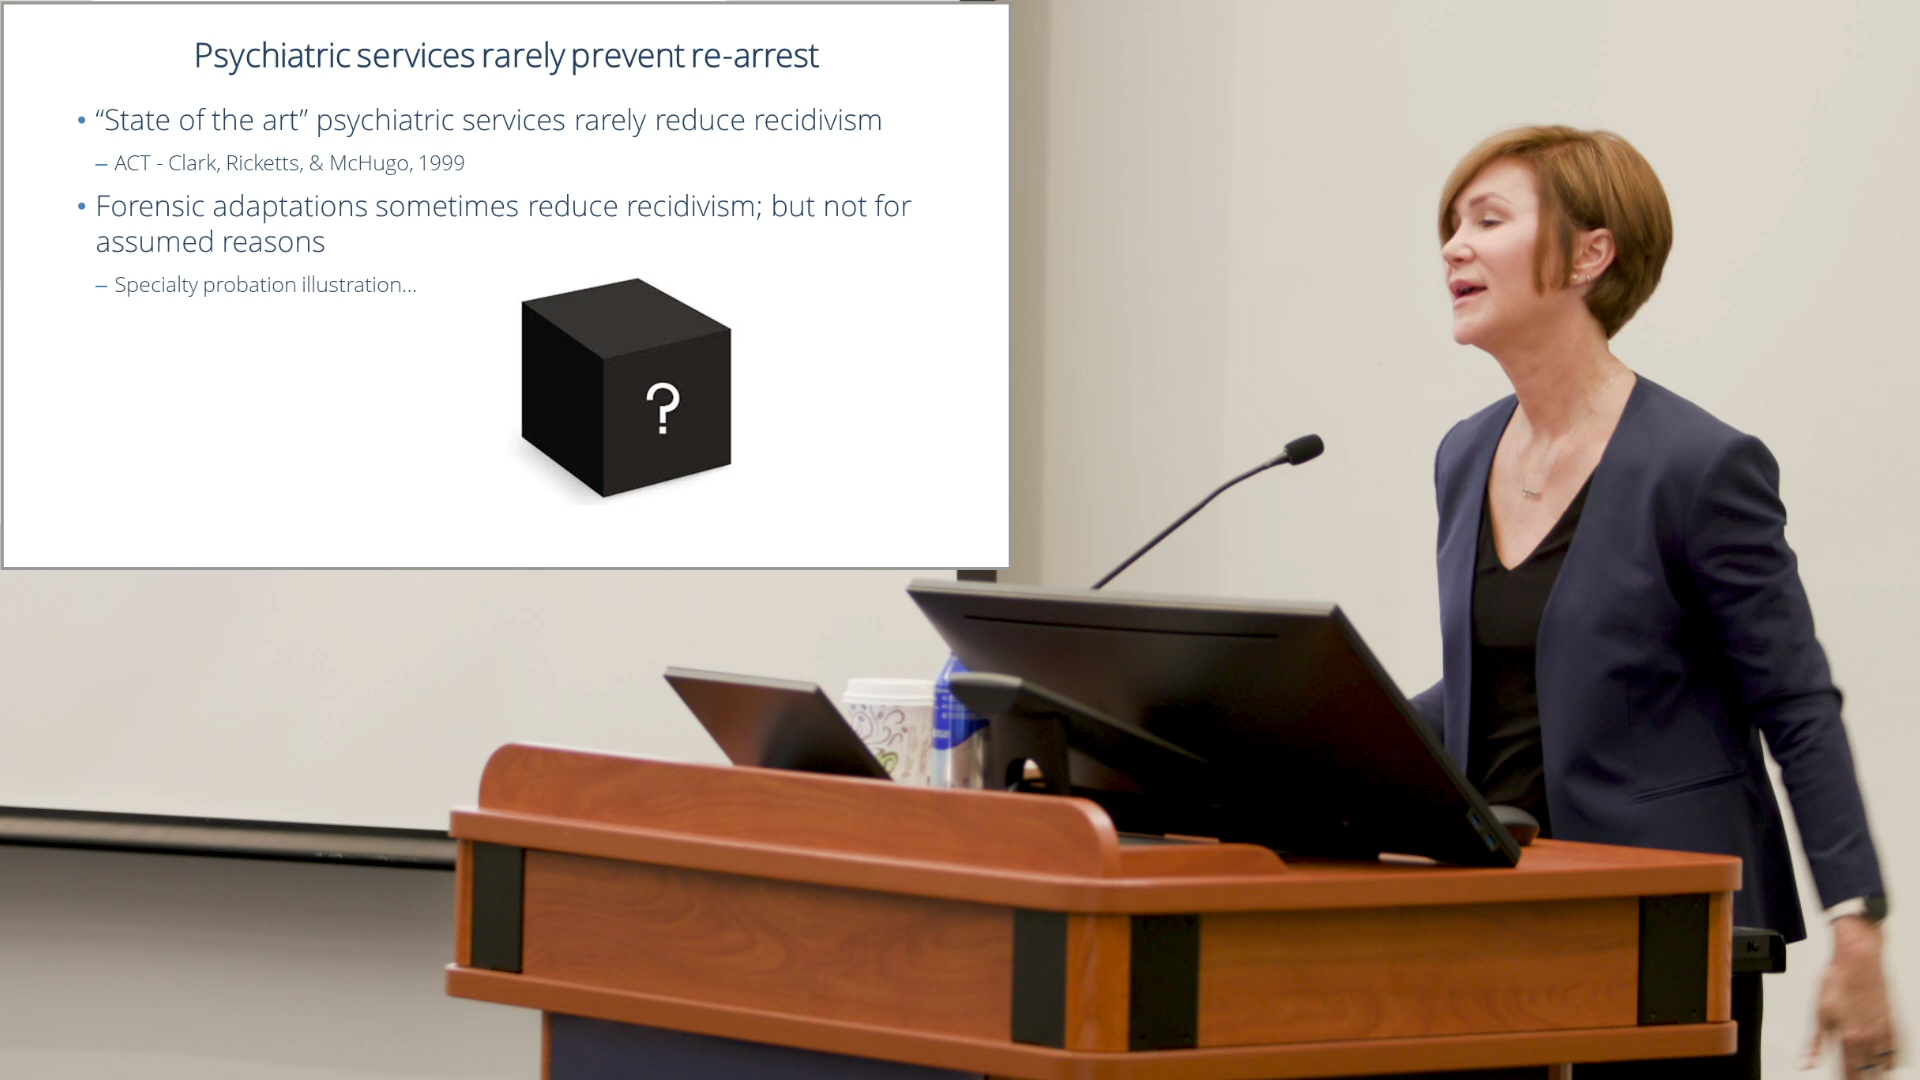 Psychiatric services rarely prevent re-arrest
• “State of the art” psychiatric services rarely reduce recidivism
– ACT - Clark, Ricketts, & McHugo, 1999
• Forensic adaptations sometimes reduce recidivism; but not for
assumed reasons
– Specialty probation illustration...
?